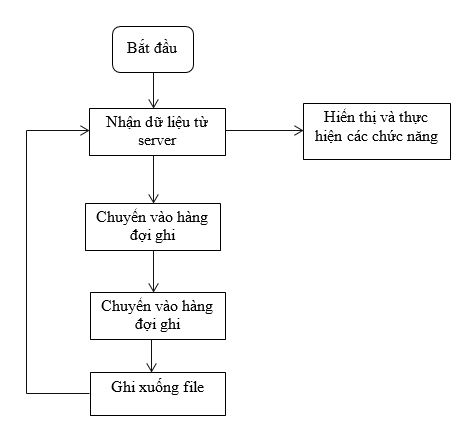 Bắt đầu
Nhận dữ liệu từ
server
Hiển thị và thực
hiện các chức năng
Chuyển vào hàng
đợi ghi
Chuyển vào hàng
đợi ghi
Ghi xuống file